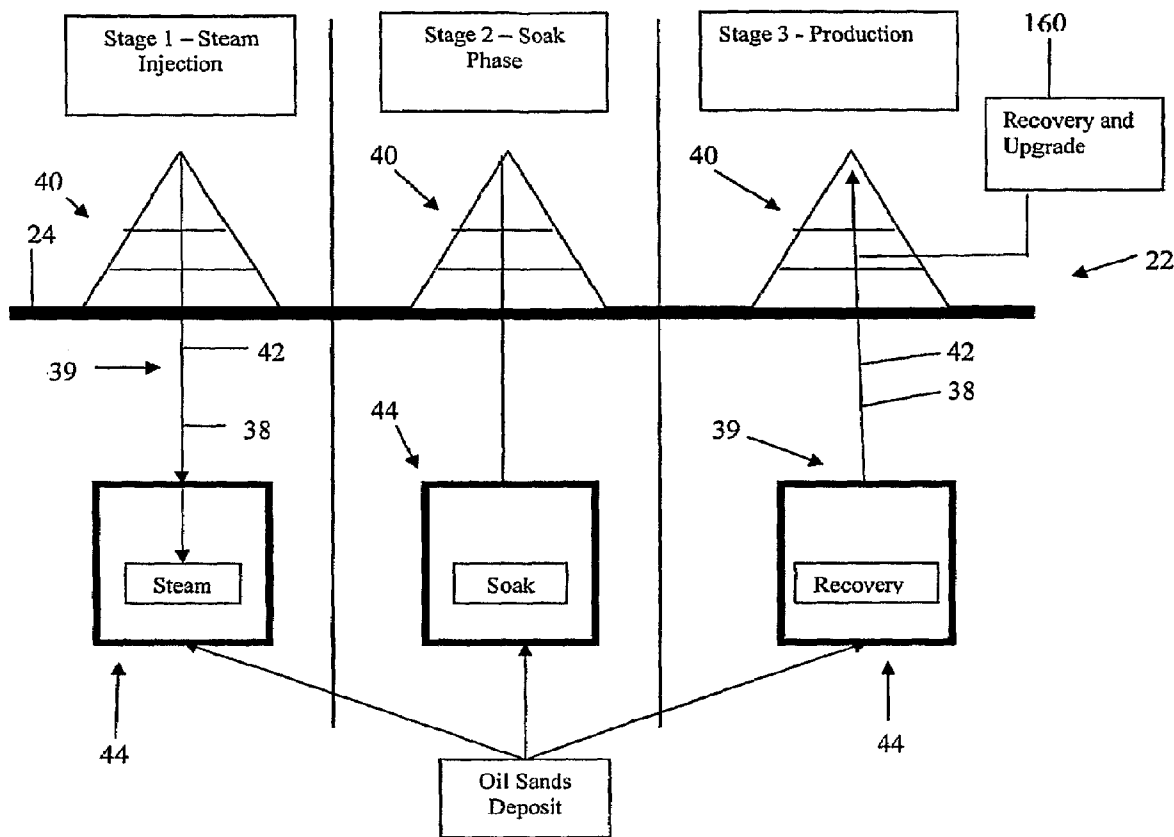 Stage 1 – Steam
Injection
Stage 2 – Soak
Phase
Stage 3 - Production
160
Recovery and
Upgrade
40
40
40
24
22
39
42
38
44
42
38
39
Steam
Soak
Recovery
44
44
Oil Sands
Deposit